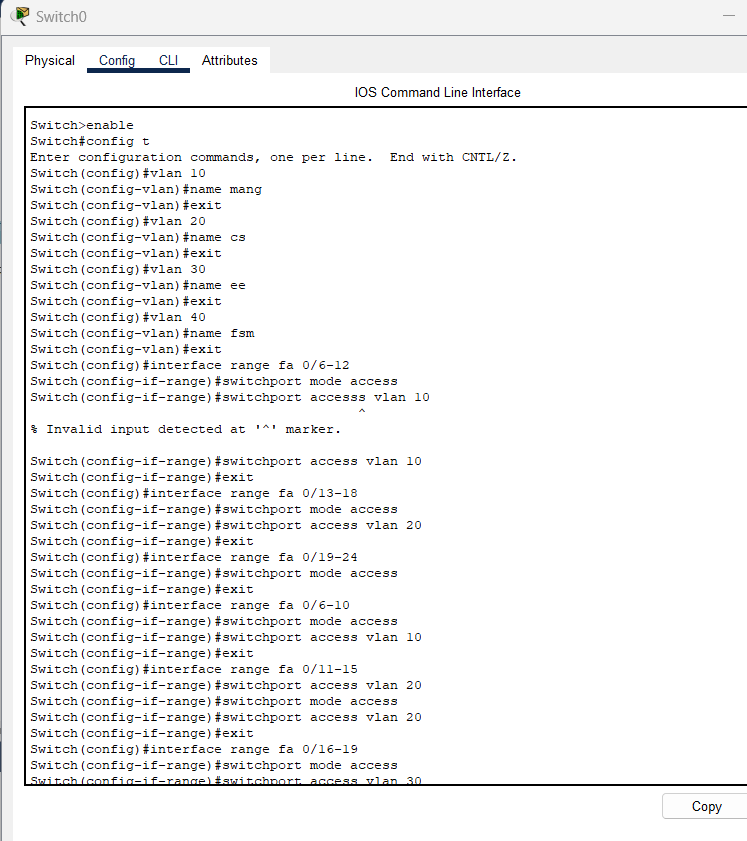 Switch0
Physical Config CLI Attributes
IOS Command Line Interface
Switch>enable
Switch#config t
Enter configuration commands, one per line.  End with CNTL/Z.
Switch(config)#vlan 10
Switch(config-vlan)#name mang
Switch(config-vlan)#exit
Switch(config)#vlan 20
Switch(config-vlan)#name cs
Switch(config-vlan)#exit
Switch(config)#vlan 30
Switch(config-vlan)#name ee
Switch(config-vlan)#exit
Switch(config)#vlan 40
Switch(config-vlan)#name fsm
Switch(config-vlan)#exit
Switch(config)#interface range fa 0/6-12
Switch(config-if-range)#switchport mode access
Switch(config-if-range)#switchport accesss vlan 10
^
% Invalid input detected at '^' marker.
Switch(config-if-range)#switchport access vlan 10
Switch(config-if-range)#exit
Switch(config)#interface range fa 0/13-18
Switch(config-if-range)#switchport mode access
Switch(config-if-range)#switchport access vlan 20
Switch(config-if-range)#exit
Switch(config)#interface range fa 0/19-24
Switch(config-if-range)#switchport mode access
Switch(config-if-range)#exit
Switch(config)#interface range fa 0/6-10
Switch(config-if-range)#switchport mode access
Switch(config-if-range)#switchport access vlan 10
Switch(config-if-range)#exit
Switch(config)#interface range fa 0/11-15
Switch(config-if-range)#switchport access vlan 20
Switch(config-if-range)#switchport mode access
Switch(config-if-range)#switchport access vlan 20
Switch(config-if-range)#exit
Switch(config)#interface range fa 0/16-19
Switch(config-if-range)#switchport mode access
Switch(config-if-range)#switchport access vlan 30
Copy